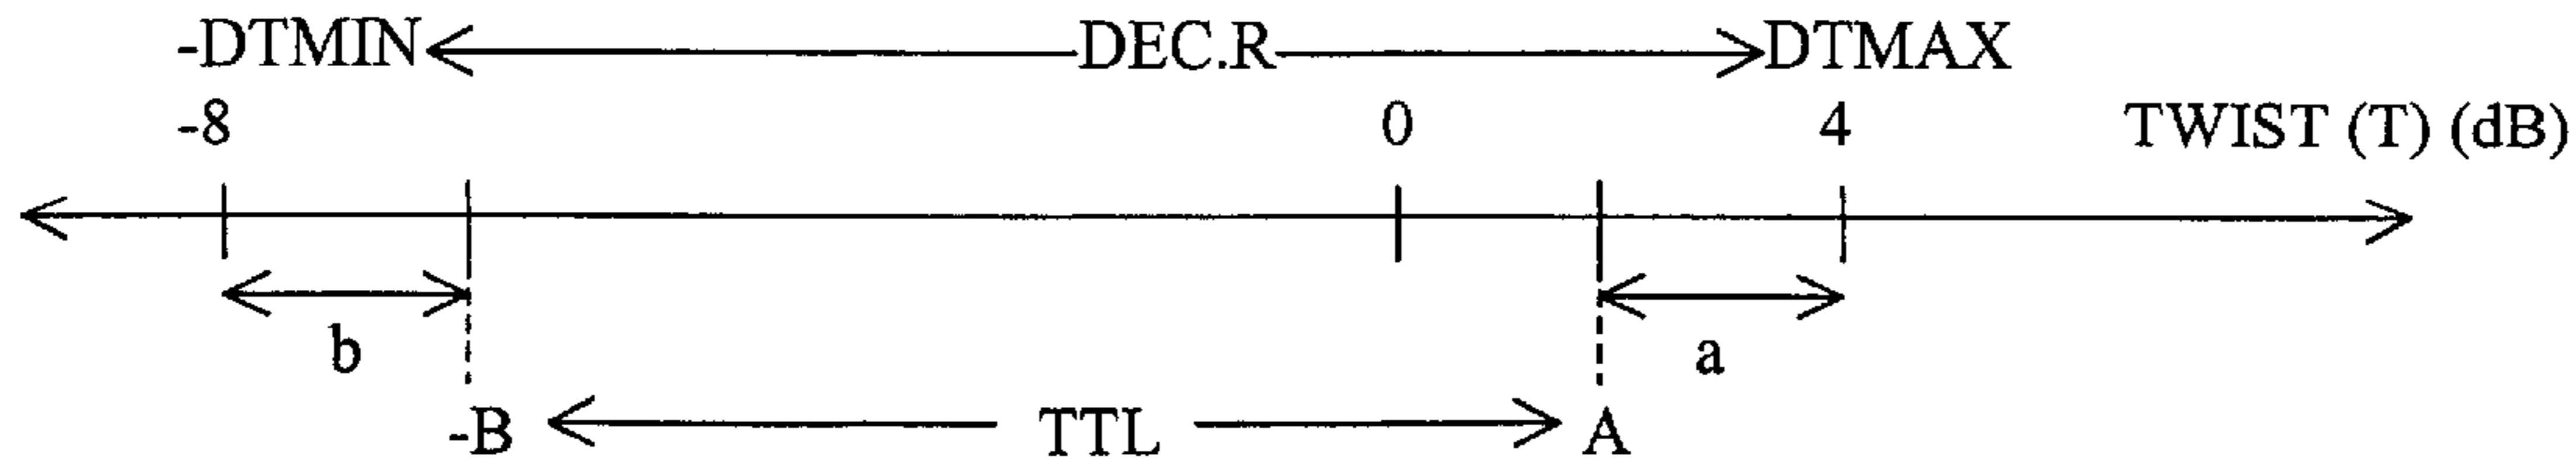 -DTMIN DEC.R DTMAX
-8 0 4 TWIST (T) (dB)
b a
-B TTL A